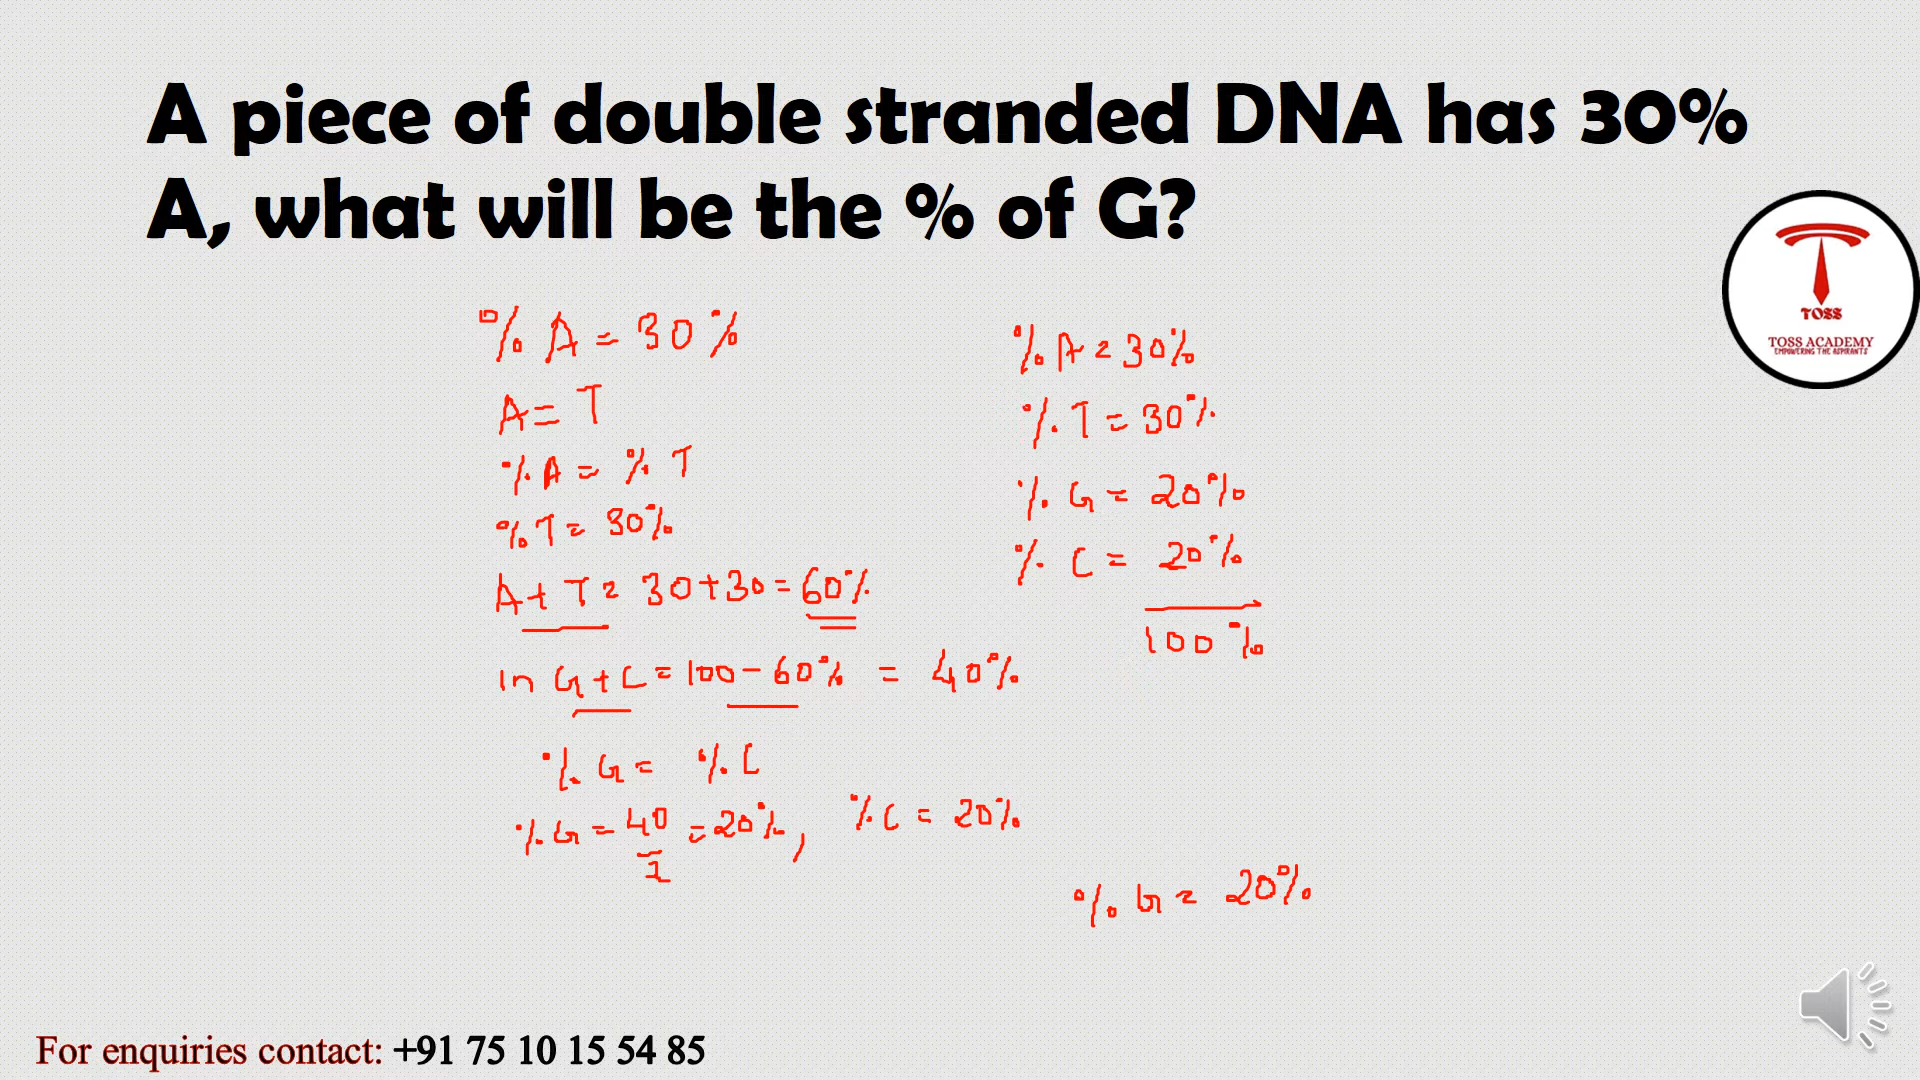 A piece of double stranded DNA has 30%
A, what will be the % of G?
TOSS
TOSS ACADEMY
EMPOWERING THE ASPIRANTS
% A = 30%
A = T
% A = % T
% T = 30%
A + T = 30 + 30 = 60%
In G + C = 100 - 60% = 40%
% G = % C
% G = 40/2 = 20%, % C = 20%
% A = 30%
% T = 30%
% G = 20%
% C = 20%
100%
% G = 20%
For enquiries contact: +91 75 10 15 54 85